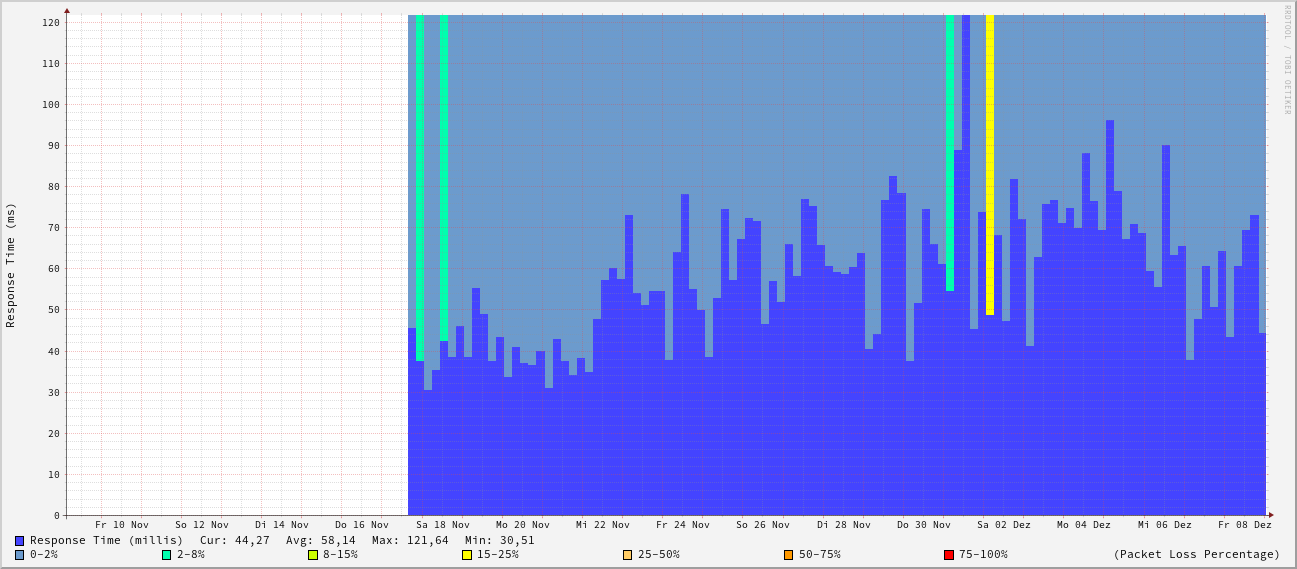 RRDTOOL / TOBI OETIKER
Response Time (ms)
120
110
100
90
80
70
60
50
40
30
20
10
0
Fr 10 Nov So 12 Nov Di 14 Nov Do 16 Nov Sa 18 Nov Mo 20 Nov Mi 22 Nov Fr 24 Nov So 26 Nov Di 28 Nov Do 30 Nov Sa 02 Dez Mo 04 Dez Mi 06 Dez Fr 08 Dez
Response Time (millis) Cur: 44,27 Avg: 58,14 Max: 121,64 Min: 30,51
0-2% 2-8% 8-15% 15-25% 25-50% 50-75% 75-100% (Packet Loss Percentage)